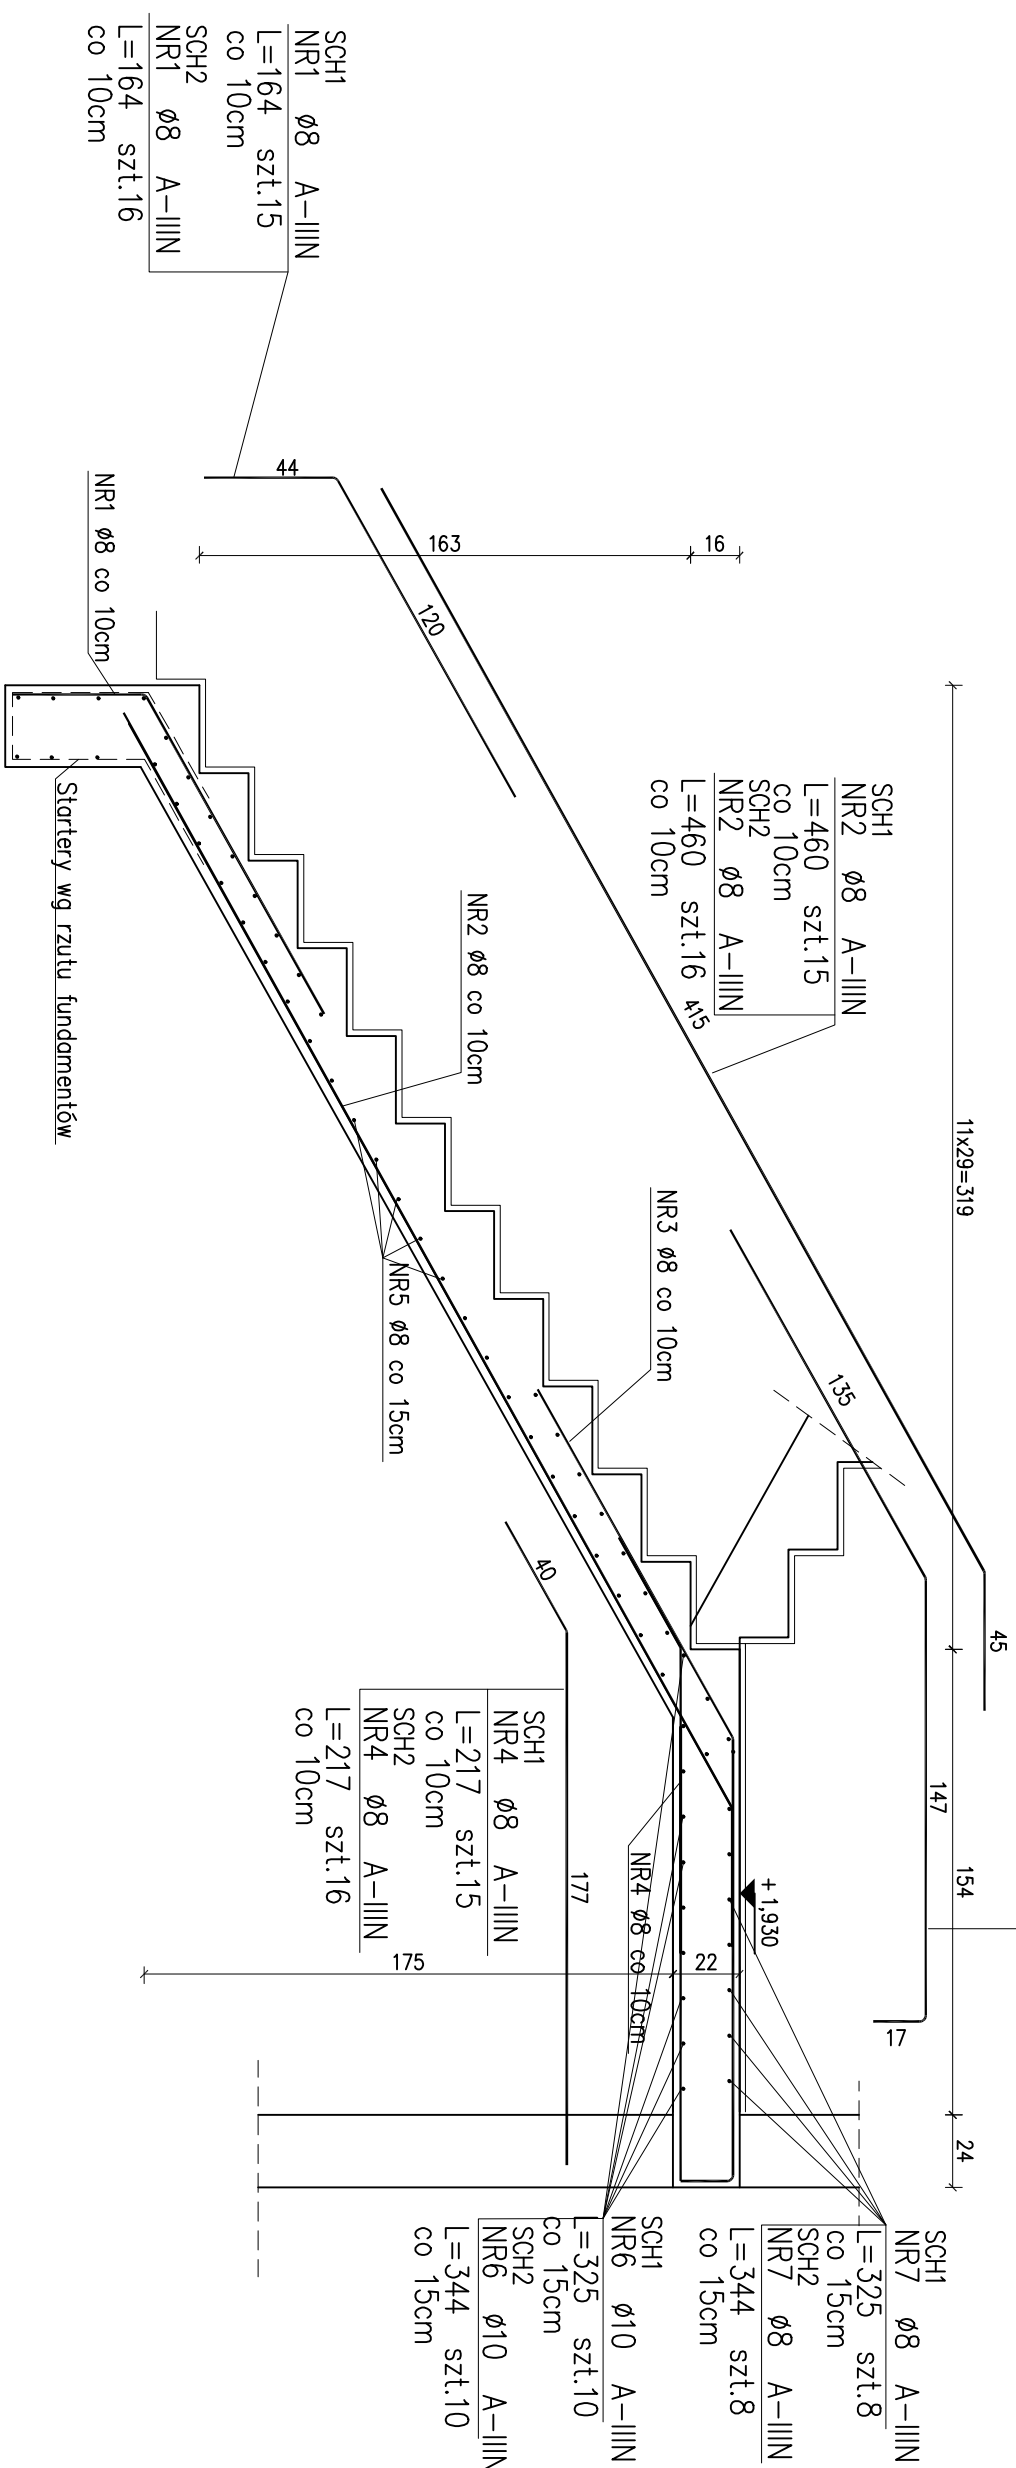 SCH1
NR1 ø8 A-IIIN
L=164 szt.15
co 10cm
SCH2
NR1 ø8 A-IIIN
L=164 szt.16
co 10cm
44
120
163
16
NR1 ø8 co 10cm
Startery wg rzutu fundamentów
SCH1
NR2 ø8 A-IIIN
L=460 szt.15
co 10cm
SCH2
NR2 ø8 A-IIIN
L=460 szt.16
co 10cm
415
45
11x29=319
NR2 ø8 co 10cm
NR5 ø8 co 15cm
NR3 ø8 co 10cm
135
147
17
154
24
40
177
SCH1
NR4 ø8 A-IIIN
L=217 szt.15
co 10cm
SCH2
NR4 ø8 A-IIIN
L=217 szt.16
co 10cm
NR4 ø8 co 10cm
+1,930
175
22
SCH1
NR7 ø8 A-IIIN
L=325 szt.8
co 15cm
SCH2
NR7 ø8 A-IIIN
L=344 szt.8
co 15cm
SCH1
NR6 ø10 A-IIIN
L=325 szt.10
co 15cm
SCH2
NR6 ø10 A-IIIN
L=344 szt.10
co 15cm